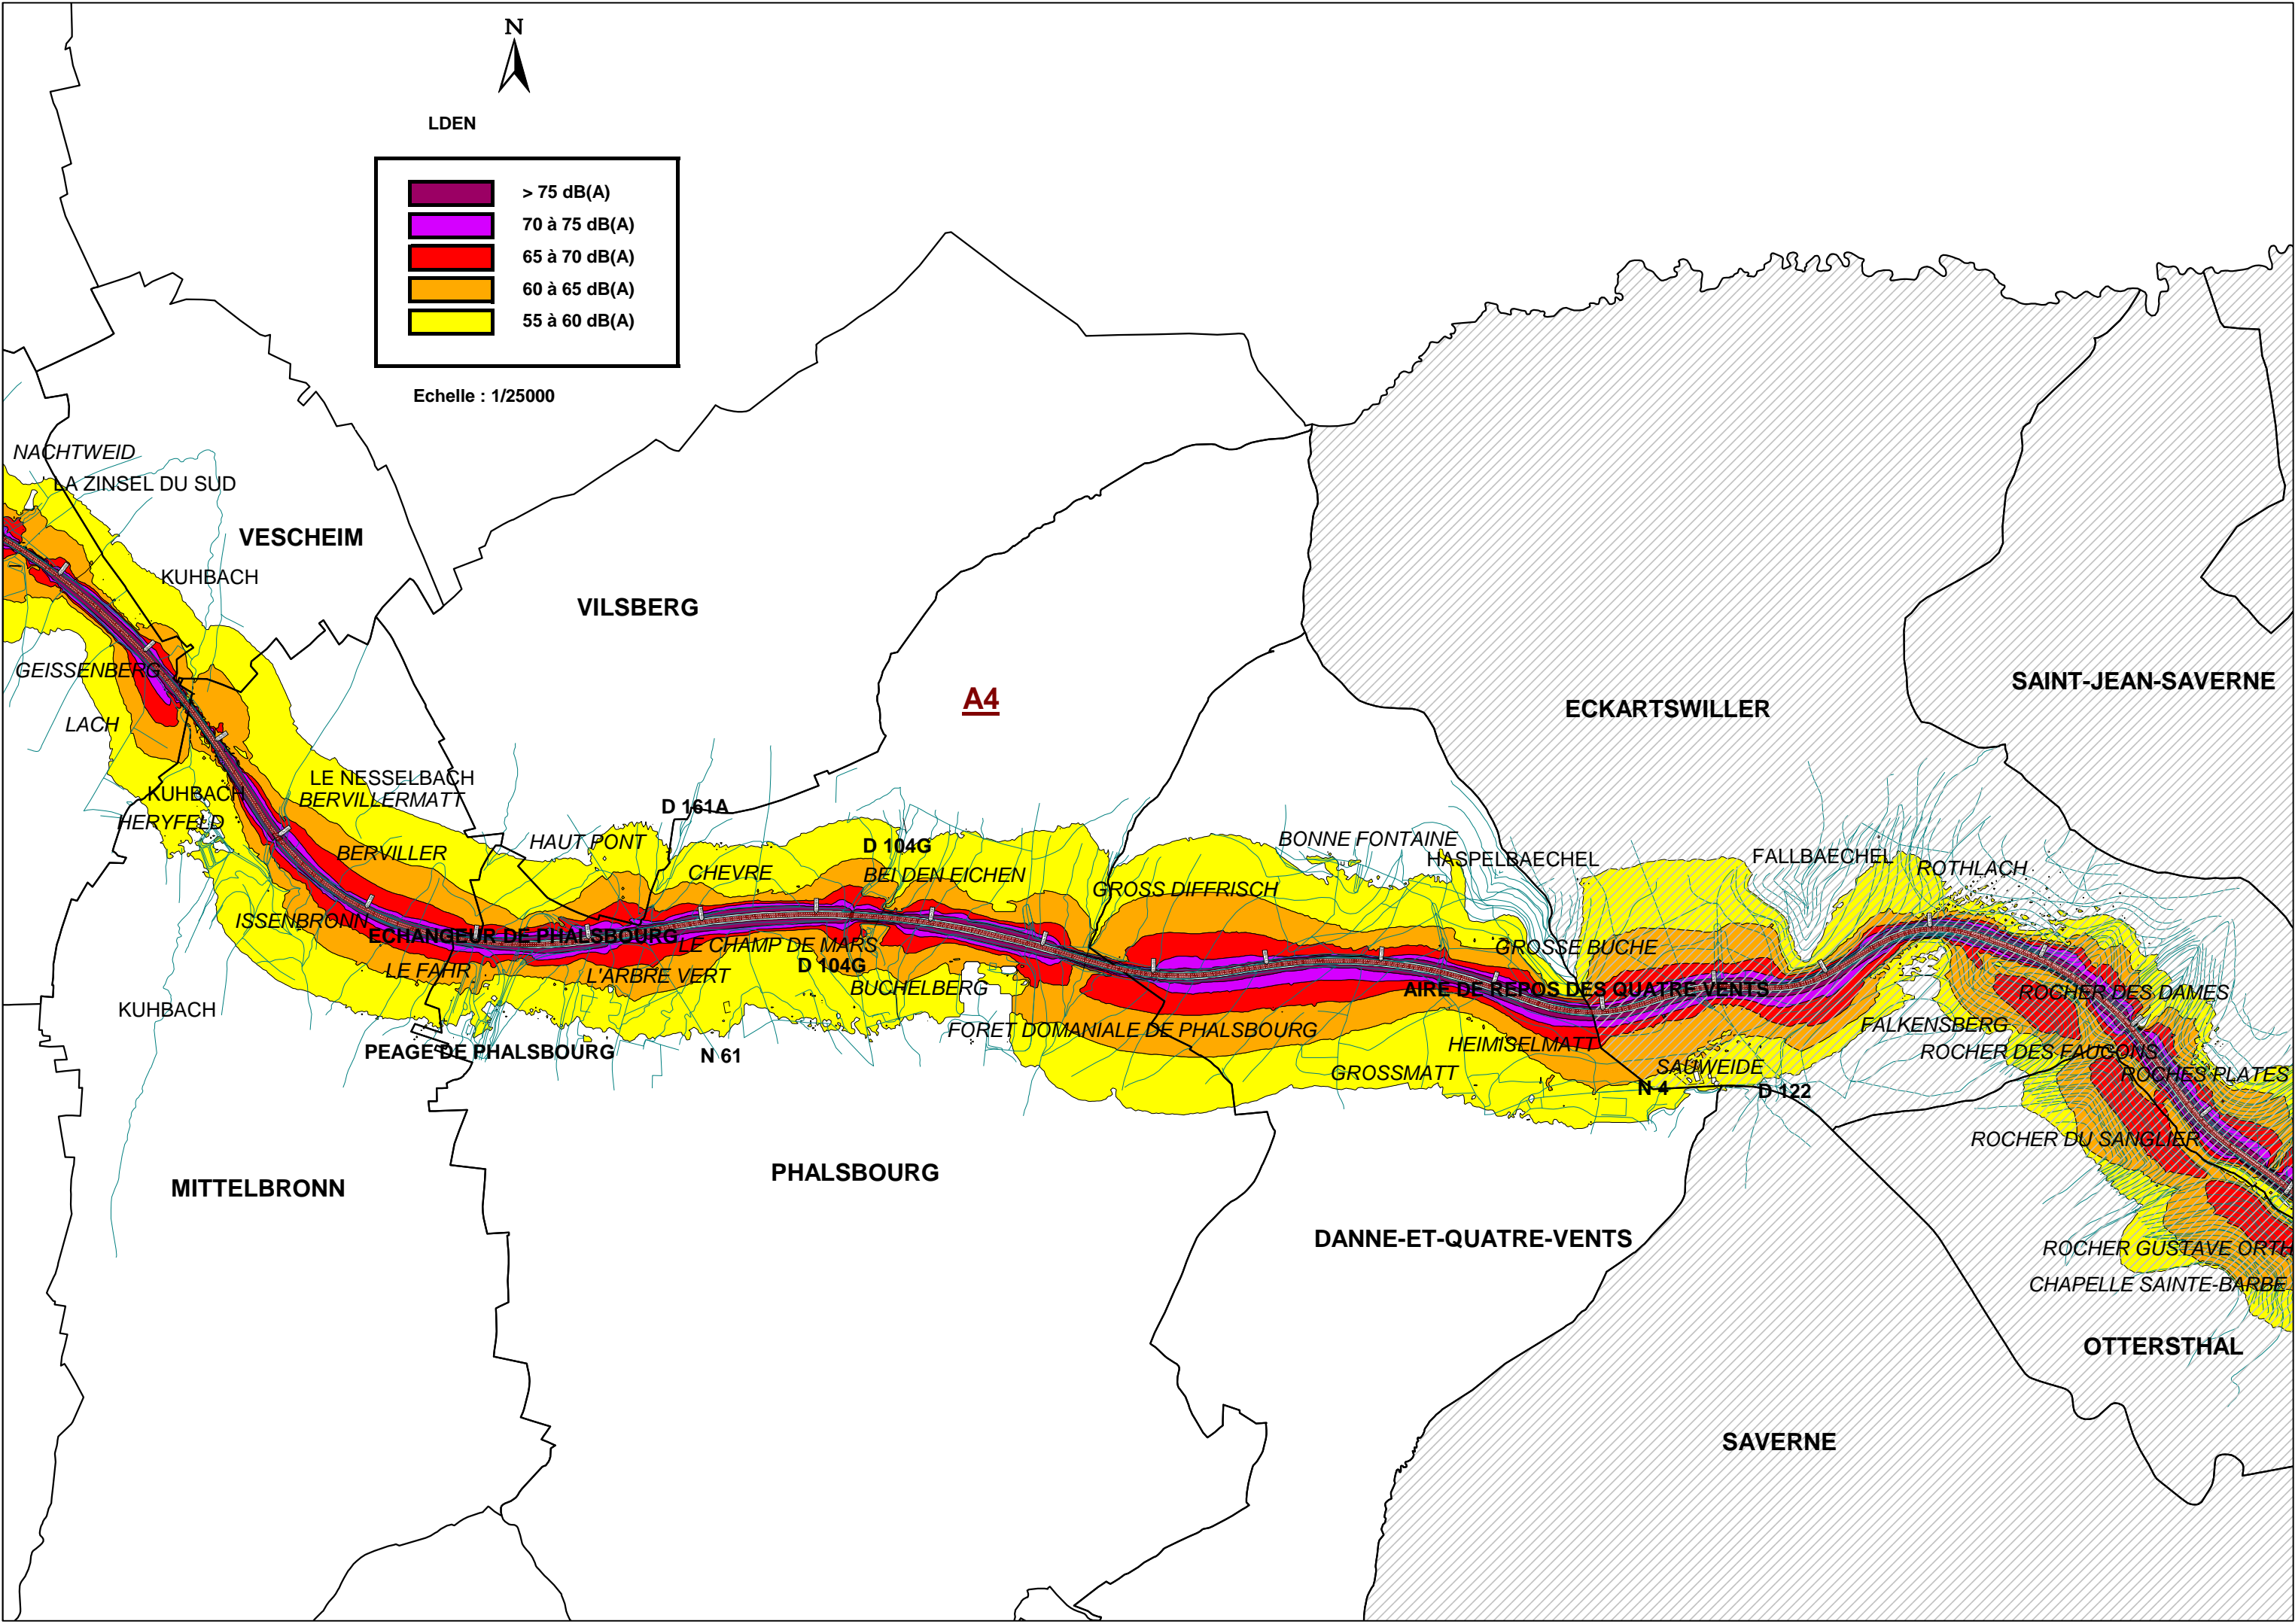 N
LDEN
> 75 dB(A)
70 à 75 dB(A)
65 à 70 dB(A)
60 à 65 dB(A)
55 à 60 dB(A)
Echelle : 1/25000
NACHTWEID
LA ZINSEL DU SUD
VESCHEIM
KUHBACH
VILSBERG
GEISSENBERG
A4
SAINT-JEAN-SAVERNE
ECKARTSWILLER
LACH
LE NESSELBACH
KUHBACH
BERVILLERMATT
D 161A
HERYFELD
HAUT PONT
D 104G
BONNE FONTAINE
BERVILLER
HASPELBAECHEL
FALLBAECHEL
ROTHLACH
CHEVRE
BEI DEN EICHEN
GROSS DIFFRISCH
ISSENBRONN
ECHANGEUR DE PHALSBOURG
LE CHAMP DE MARS
GROSSE BUCHE
D 104G
LE FAHR
L'ARBRE VERT
BUCHELBERG
AIRE DE REPOS DES QUATRE VENTS
ROCHER DES DAMES
KUHBACH
FORET DOMANIALE DE PHALSBOURG
FALKENSBERG
HEIMISELMATT
PEAGE DE PHALSBOURG
N 61
ROCHER DES FAUCONS
SAUWEIDE
GROSSMATT
ROCHES PLATES
N 4
D 122
ROCHER DU SANGLIER
PHALSBOURG
MITTELBRONN
DANNE-ET-QUATRE-VENTS
ROCHER GUSTAVE ORTH
CHAPELLE SAINTE-BARBE
OTTERSTHAL
SAVERNE